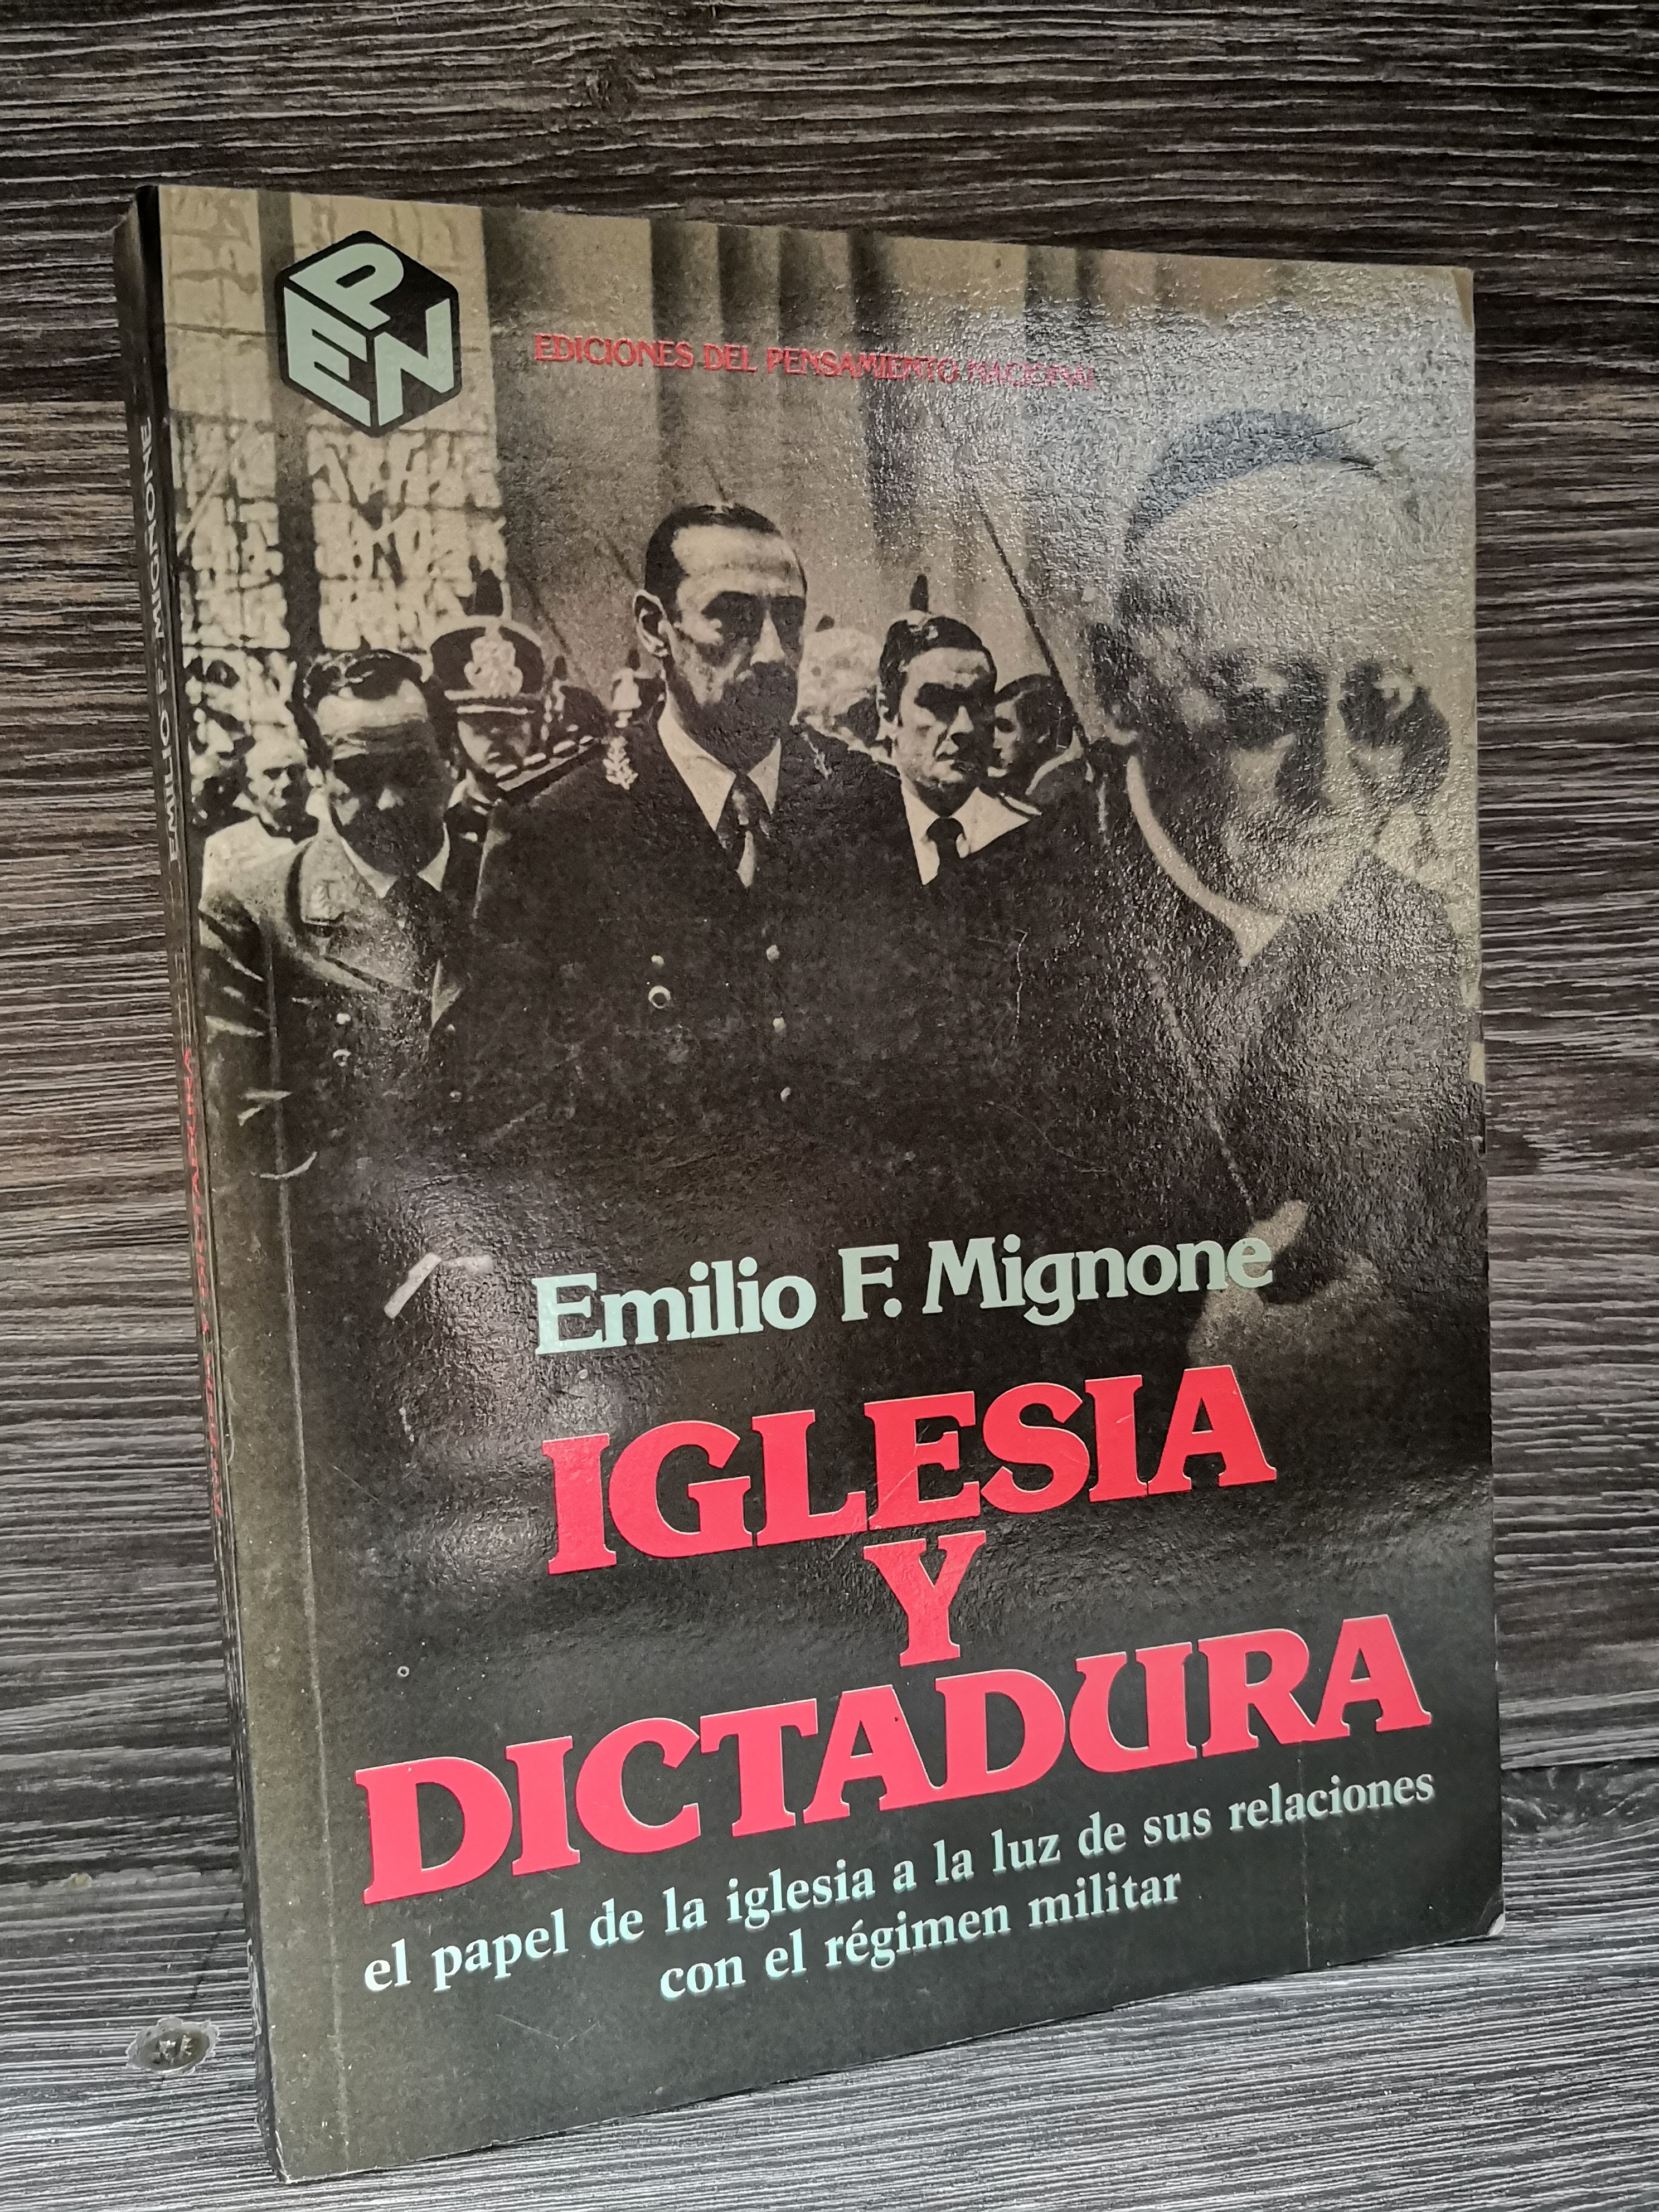 PEN
EDICIONES DEL PENSAMIENTO NACIONAL
Emilio F. Mignone
IGLESIA
Y
DICTADURA
el papel de la iglesia a la luz de sus relaciones
con el régimen militar
EMILIO F. MIGNONE